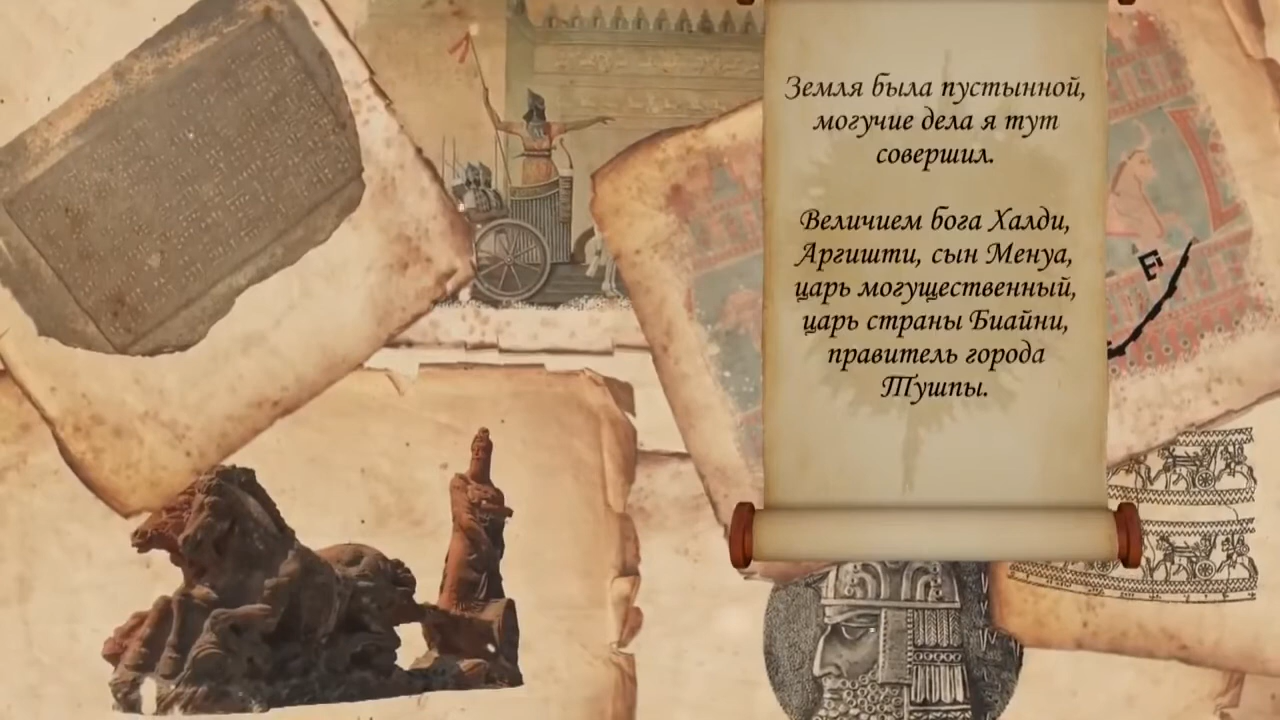 Земля была пустынной,
могучие дела я тут
совершил.
Величием бога Халди,
Аргишти, сын Менуа,
царь могущественный,
царь страны Биайни,
правитель города
Тушпы.